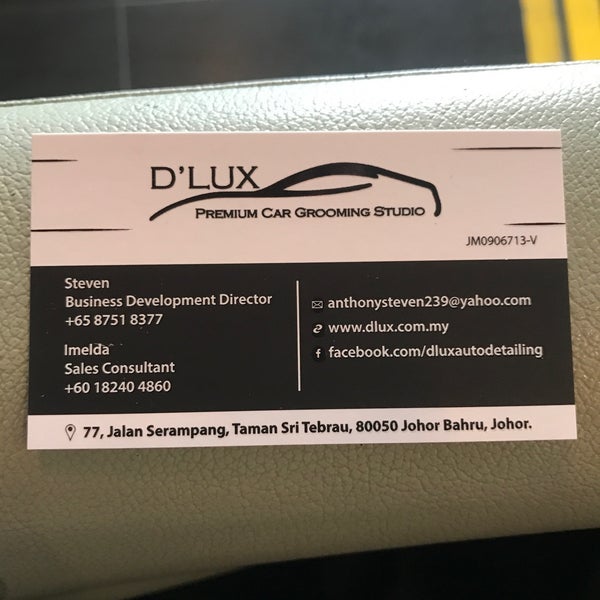 D'LUX
PREMIUM CAR GROOMING STUDIO
JM0906713-V
Steven
Business Development Director
+65 8751 8377
Imelda
Sales Consultant
+60 18240 4860
anthonysteven239@yahoo.com
www.dlux.com.my
facebook.com/dluxautodetailing
77, Jalan Serampang, Taman Sri Tebrau, 80050 Johor Bahru, Johor.